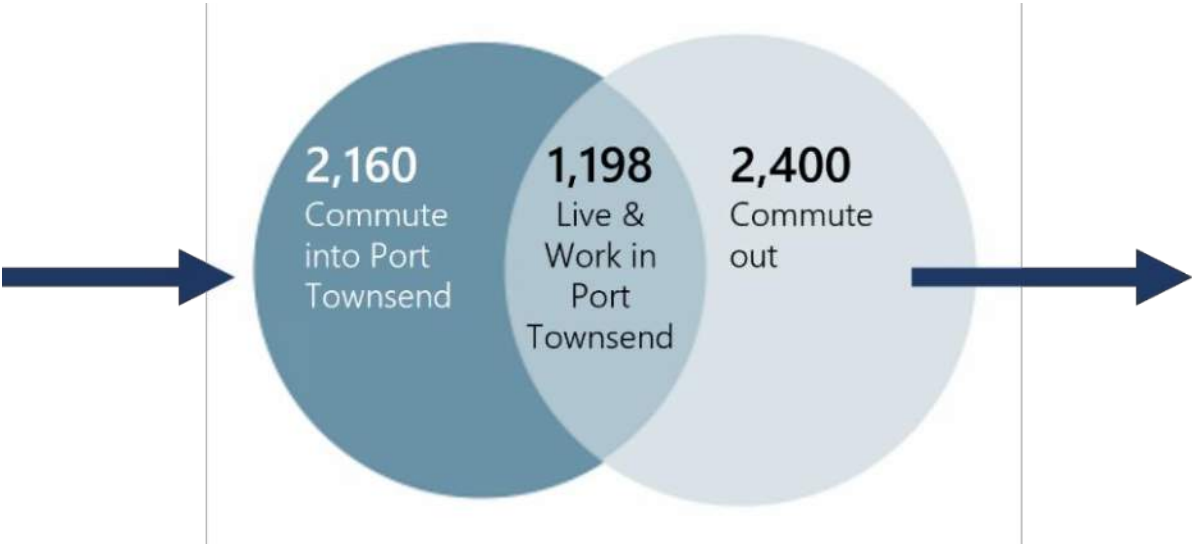 2,160
Commute
into Port
Townsend
1,198
Live &
Work in
Port
Townsend
2,400
Commute
out